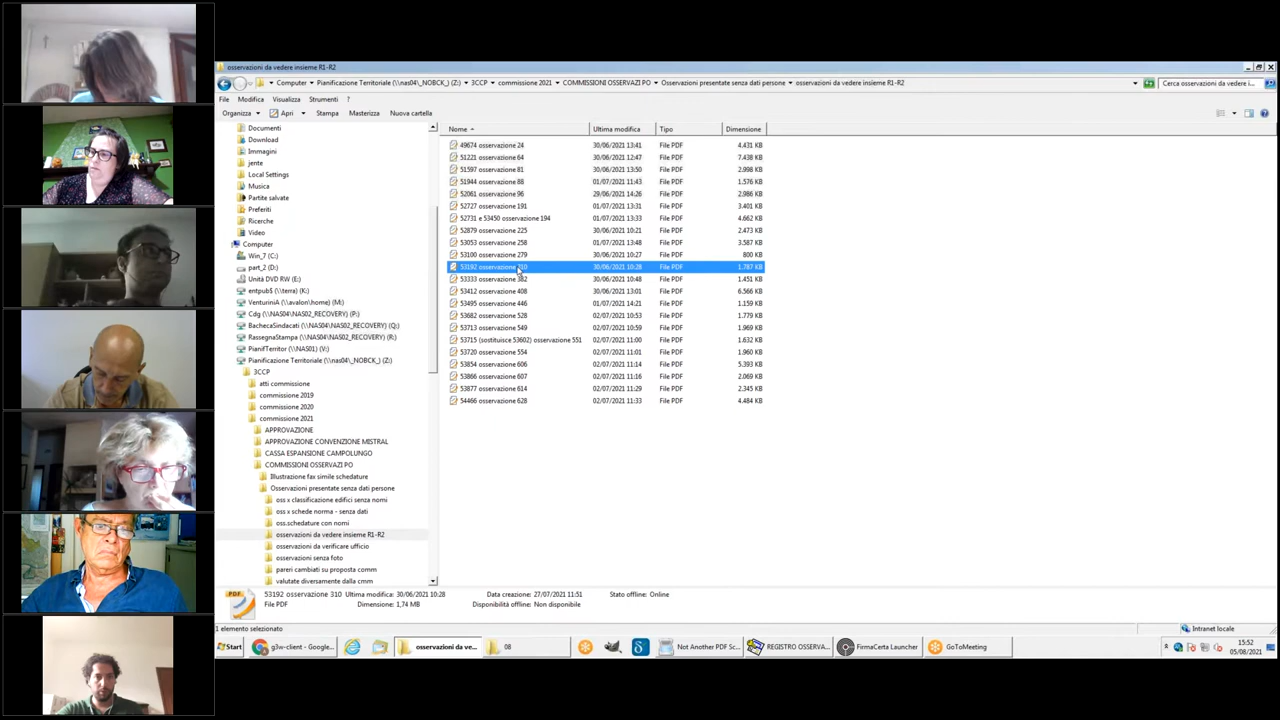 osservazioni da vedere insieme R1-R2
Computer Pianificazione Territoriale (\\nas04\_NOBCK_) (Z:) 3CCP commissione 2021 COMMISSIONI OSSERVAZI PO Osservazioni presentate senza dati persone osservazioni da vedere insieme R1-R2
Cerca osservazioni da vedere i...
File Modifica Visualizza Strumenti ?
Organizza Apri Stampa Masterizza Nuova cartella
Documenti
Download
Immagini
jente
Local Settings
Musica
Partite salvate
Preferiti
Ricerche
Video
Computer
Win_7 (C:)
part_2 (D:)
Unità DVD RW (E:)
entpub$ (\\terra) (K:)
VenturiniA (\\avalon\home) (M:)
Cdg (\\NAS04\NAS02_RECOVERY) (P:)
BachecaSindacati (\\NAS04\NAS02_RECOVERY) (Q:)
RassegnaStampa (\\NAS04\NAS02_RECOVERY) (R:)
PianifTerritor (\\NAS01) (V:)
Pianificazione Territoriale (\\nas04\_NOBCK_) (Z:)
3CCP
atti commissione
commissione 2019
commissione 2020
commissione 2021
APPROVAZIONE
APPROVAZIONE CONVENZIONE MISTRAL
CASSA ESPANSIONE CAMPOLUNGO
COMMISSIONI OSSERVAZI PO
Illustrazione fax simile schedature
Osservazioni presentate senza dati persone
oss x classificazione edifici senza nomi
oss x schede norma - senza dati
oss.schedature con nomi
osservazioni da vedere insieme R1-R2
osservazioni da verificare ufficio
osservazioni senza foto
pareri cambiati su proposta comm
valutate diversamente dalla cmm
Nome Ultima modifica Tipo Dimensione
49674 osservazione 24 30/06/2021 13:41 File PDF 4.431 KB
51221 osservazione 64 30/06/2021 12:47 File PDF 7.438 KB
51597 osservazione 81 30/06/2021 13:50 File PDF 2.998 KB
51944 osservazione 88 01/07/2021 11:43 File PDF 1.576 KB
52061 osservazione 96 29/06/2021 14:26 File PDF 2.986 KB
52727 osservazione 191 01/07/2021 13:31 File PDF 3.401 KB
52731 e 53450 osservazione 194 01/07/2021 13:33 File PDF 4.662 KB
52879 osservazione 225 30/06/2021 10:21 File PDF 2.473 KB
53053 osservazione 258 01/07/2021 13:48 File PDF 3.587 KB
53100 osservazione 279 30/06/2021 10:27 File PDF 800 KB
53192 osservazione 310 30/06/2021 10:28 File PDF 1.787 KB
53333 osservazione 382 30/06/2021 10:48 File PDF 1.451 KB
53412 osservazione 408 30/06/2021 13:01 File PDF 6.566 KB
53495 osservazione 446 01/07/2021 14:21 File PDF 1.159 KB
53682 osservazione 528 02/07/2021 10:53 File PDF 1.779 KB
53713 osservazione 549 02/07/2021 10:59 File PDF 1.969 KB
53715 (sostituisce 53602) osservazione 551 02/07/2021 11:00 File PDF 1.632 KB
53720 osservazione 554 02/07/2021 11:01 File PDF 1.960 KB
53854 osservazione 606 02/07/2021 11:14 File PDF 5.393 KB
53866 osservazione 607 02/07/2021 11:16 File PDF 2.069 KB
53877 osservazione 614 02/07/2021 11:29 File PDF 2.345 KB
54466 osservazione 628 02/07/2021 11:33 File PDF 4.484 KB
PDF
53192 osservazione 310 Ultima modifica: 30/06/2021 10:28 Data creazione: 27/07/2021 11:51 Stato offline: Online
File PDF Dimensione: 1,74 MB Disponibilità offline: Non disponibile
1 elemento selezionato Intranet locale
Start g3w-client - Google... osservazioni da ve... 08 Not Another PDF Sc... REGISTRO OSSERVA... FirmaCerta Launcher GoToMeeting
15:52
05/08/2021